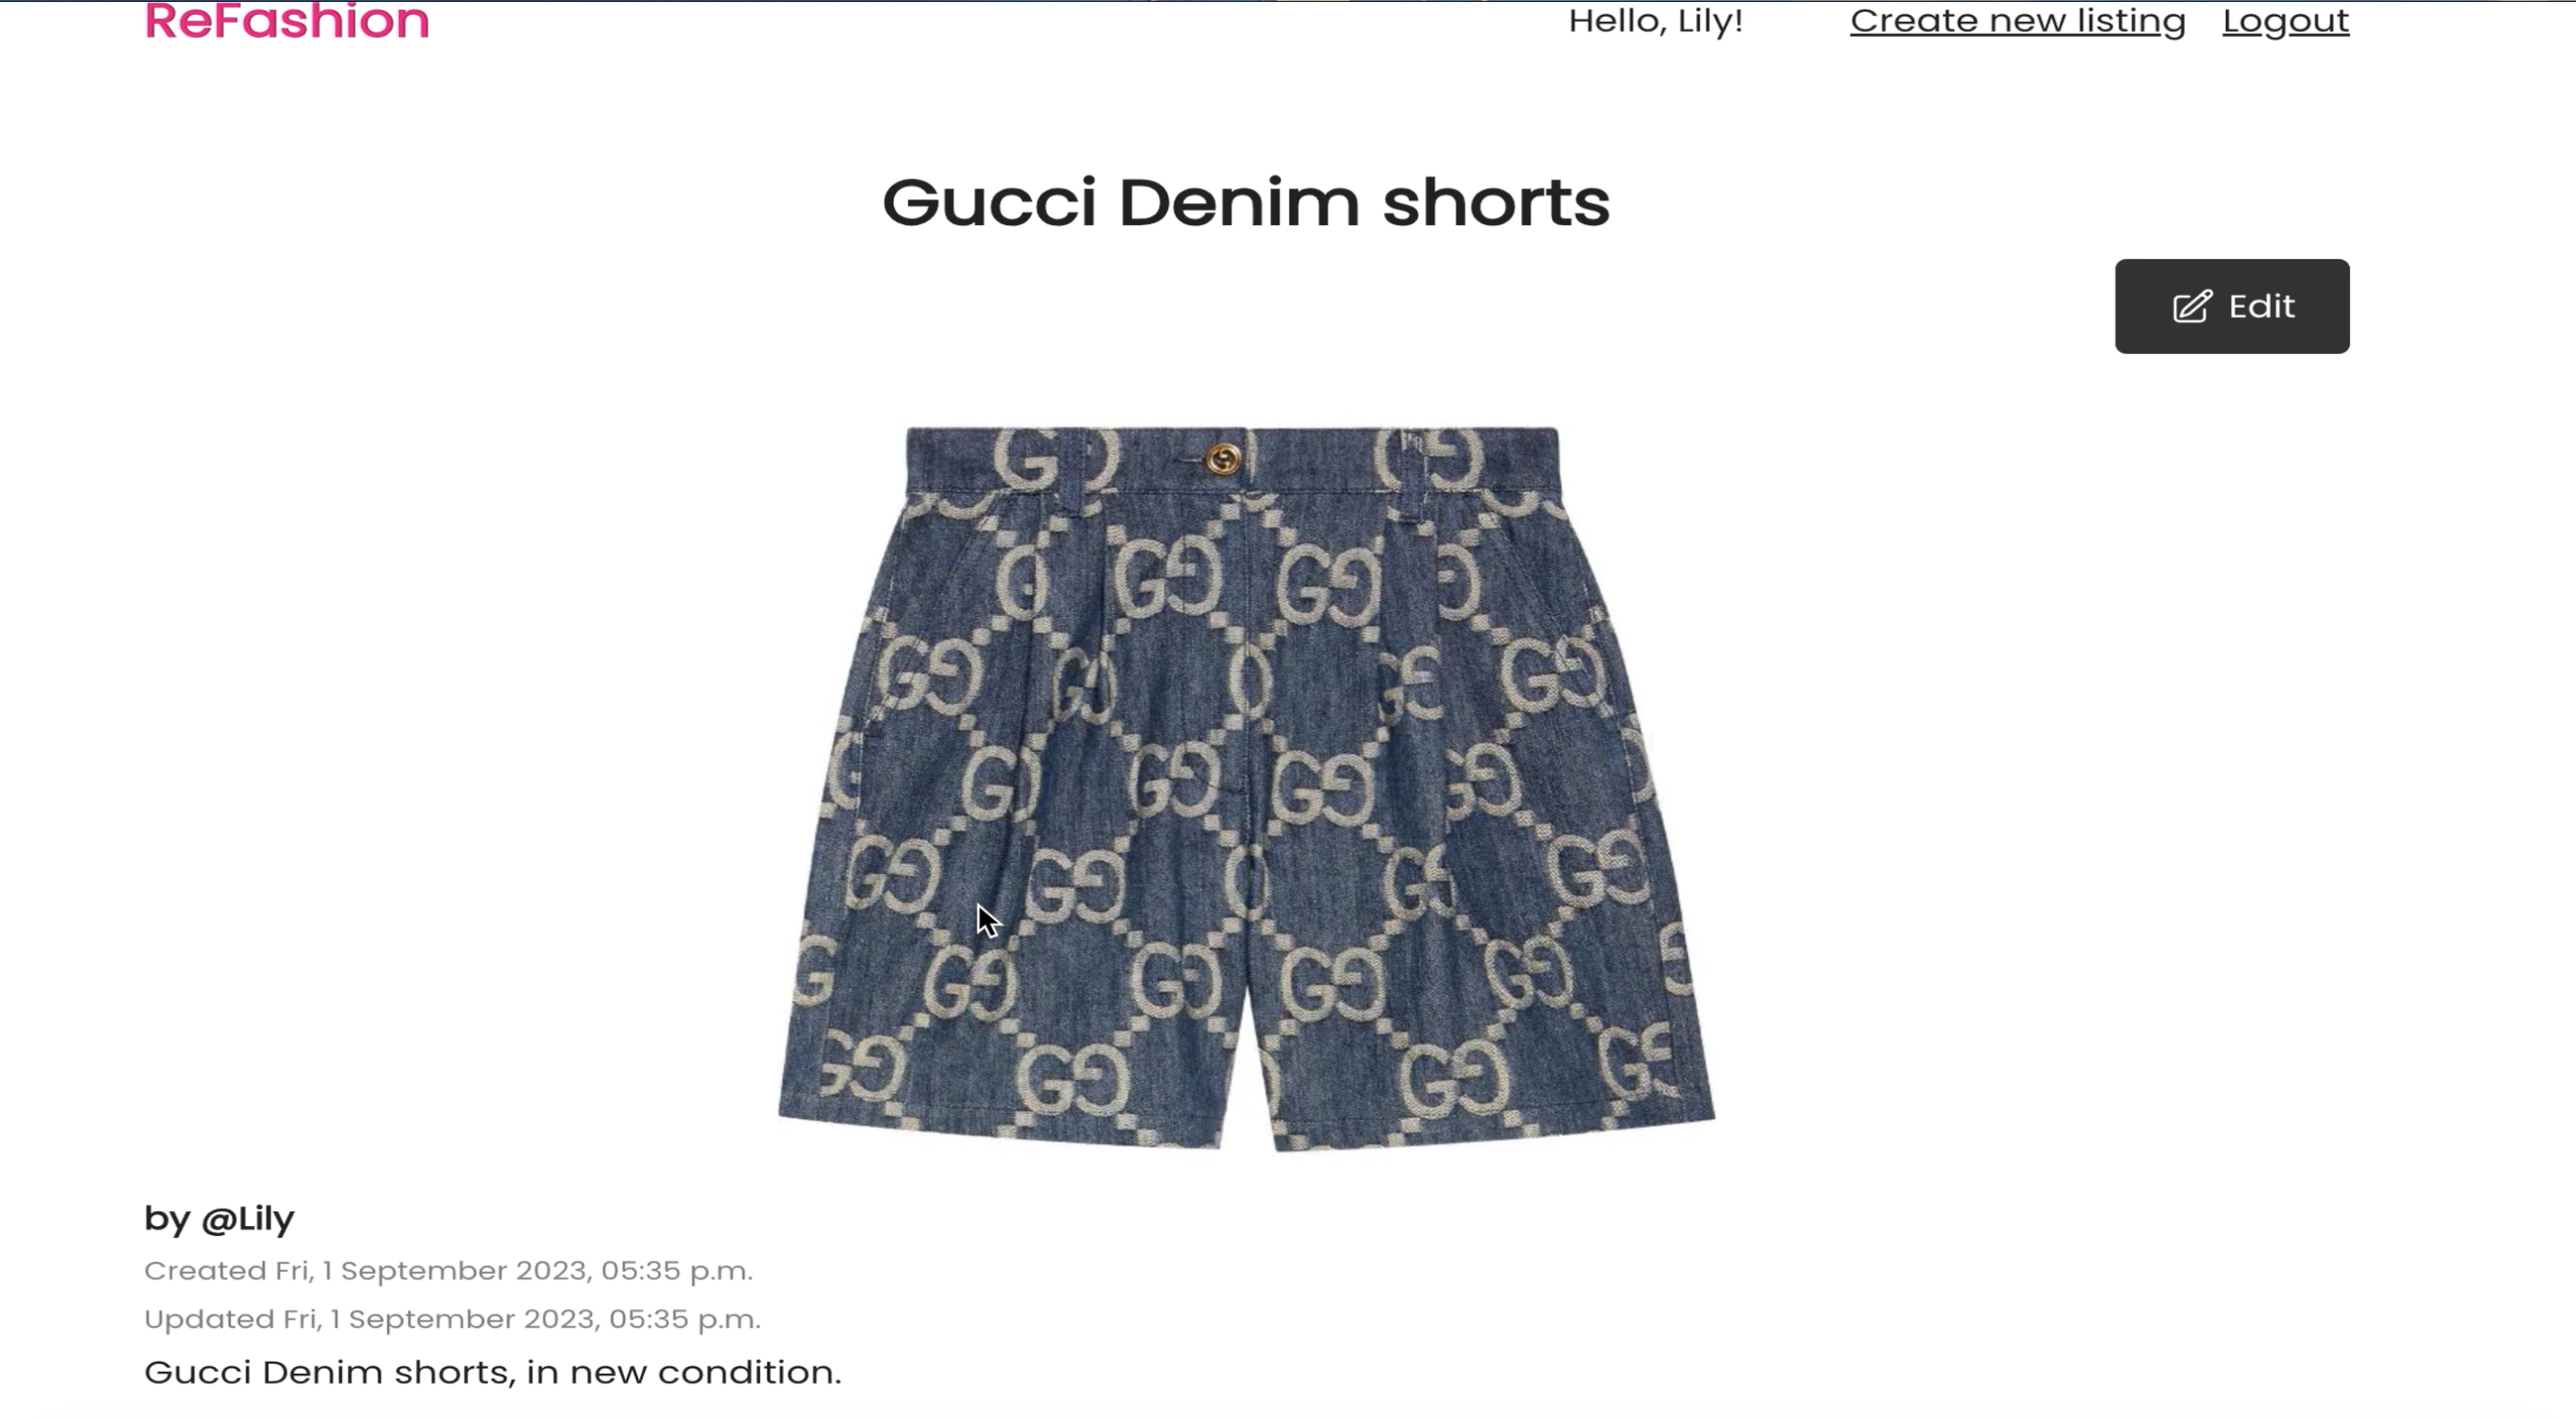 ReFashion
Hello, Lily!
Create new listing
Logout
Gucci Denim shorts
Edit
by @Lily
Created Fri, 1 September 2023, 05:35 p.m.
Updated Fri, 1 September 2023, 05:35 p.m.
Gucci Denim shorts, in new condition.